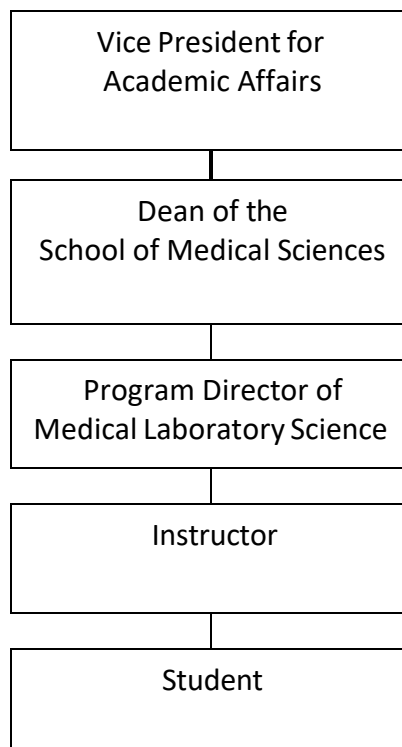 Vice President for
Academic Affairs
Dean of the
School of Medical Sciences
Program Director of
Medical Laboratory Science
Instructor
Student